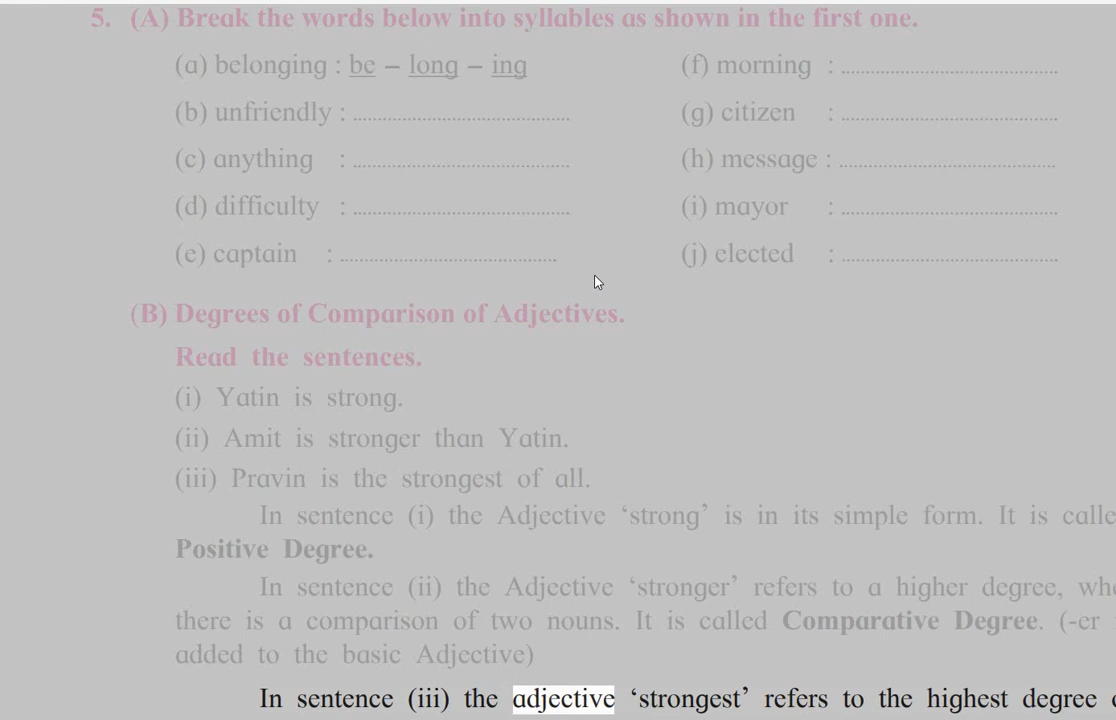 5. (A) Break the words below into syllables as shown in the first one.
(a) belonging : be – long – ing
(b) unfriendly : ........................................
(c) anything : ........................................
(d) difficulty : ........................................
(e) captain : ........................................
(f) morning : ........................................
(g) citizen : ........................................
(h) message : ........................................
(i) mayor : ........................................
(j) elected : ........................................
(B) Degrees of Comparison of Adjectives.
Read the sentences.
(i) Yatin is strong.
(ii) Amit is stronger than Yatin.
(iii) Pravin is the strongest of all.
In sentence (i) the Adjective ‘strong’ is in its simple form. It is calle
Positive Degree.
In sentence (ii) the Adjective ‘stronger’ refers to a higher degree,
there is a comparison of two nouns. It is called Comparative Degree. (-er
added to the basic Adjective)
In sentence (iii) the adjective ‘strongest’ refers to the highest degree